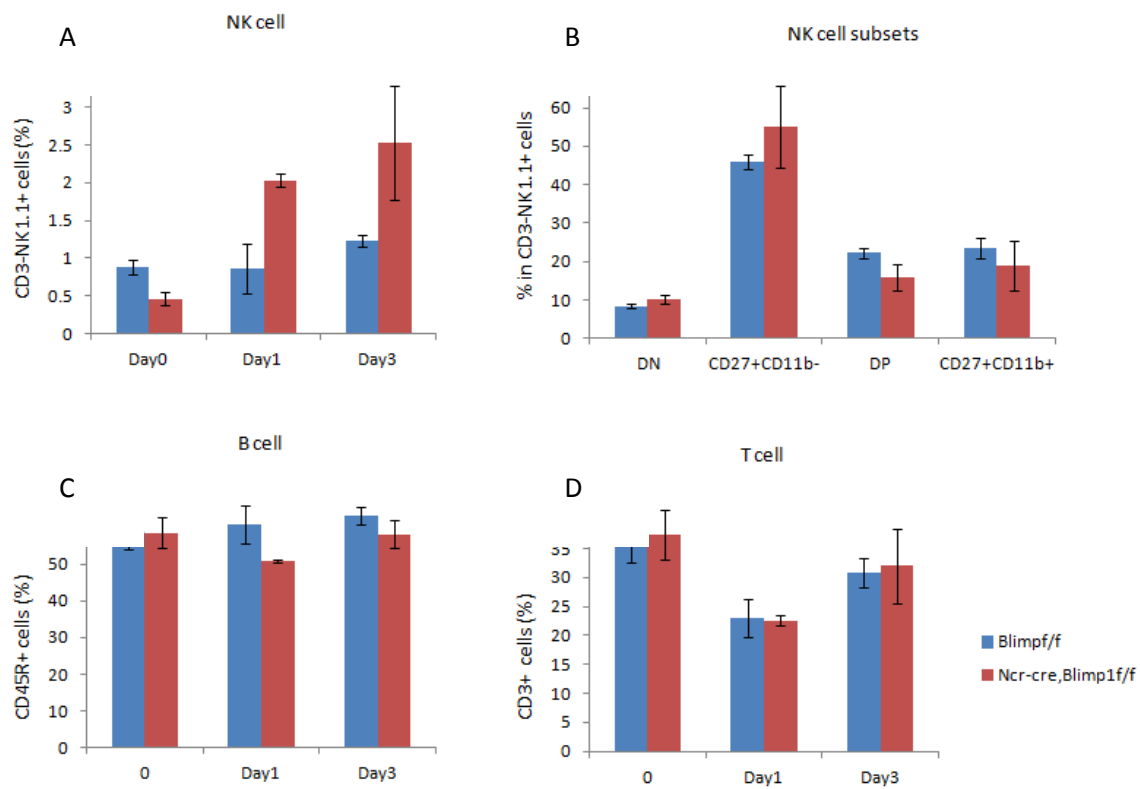 A
NK cell
CD3-NK1.1+ cells (%)
3
2.5
2
1.5
1
0.5
0
Day0 Day1 Day3
B
NK cell subsets
% in CD3-NK1.1+ cells
60
50
40
30
20
10
0
DN CD27+CD11b- DP CD27+CD11b+
C
B cell
CD45R+ cells (%)
50
40
30
20
10
0
0 Day1 Day3
D
T cell
CD3+ cells (%)
35
30
25
20
15
10
5
0
0 Day1 Day3
Blimpf/f
Ncr-cre,Blimp1f/f